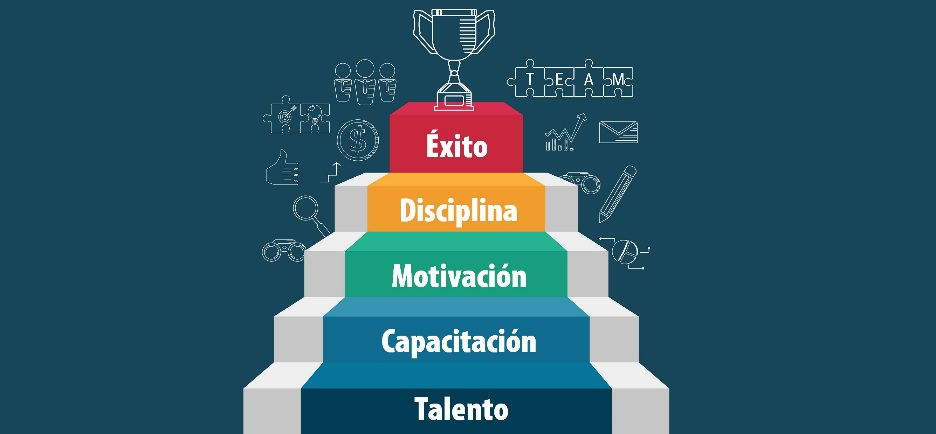 TEAM
Éxito
Disciplina
Motivación
Capacitación
Talento